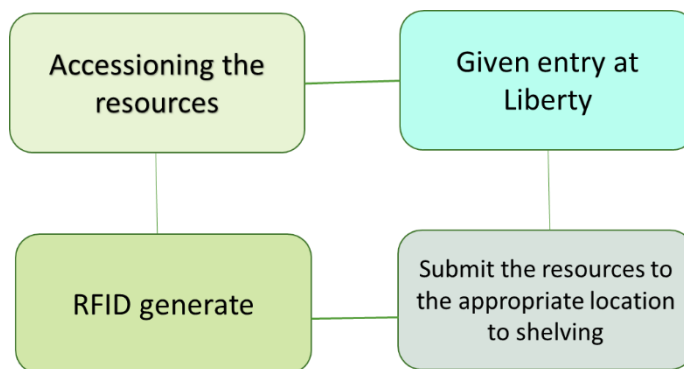 Accessioning the
resources
Given entry at
Liberty
RFID generate
Submit the resources to
the appropriate location
to shelving